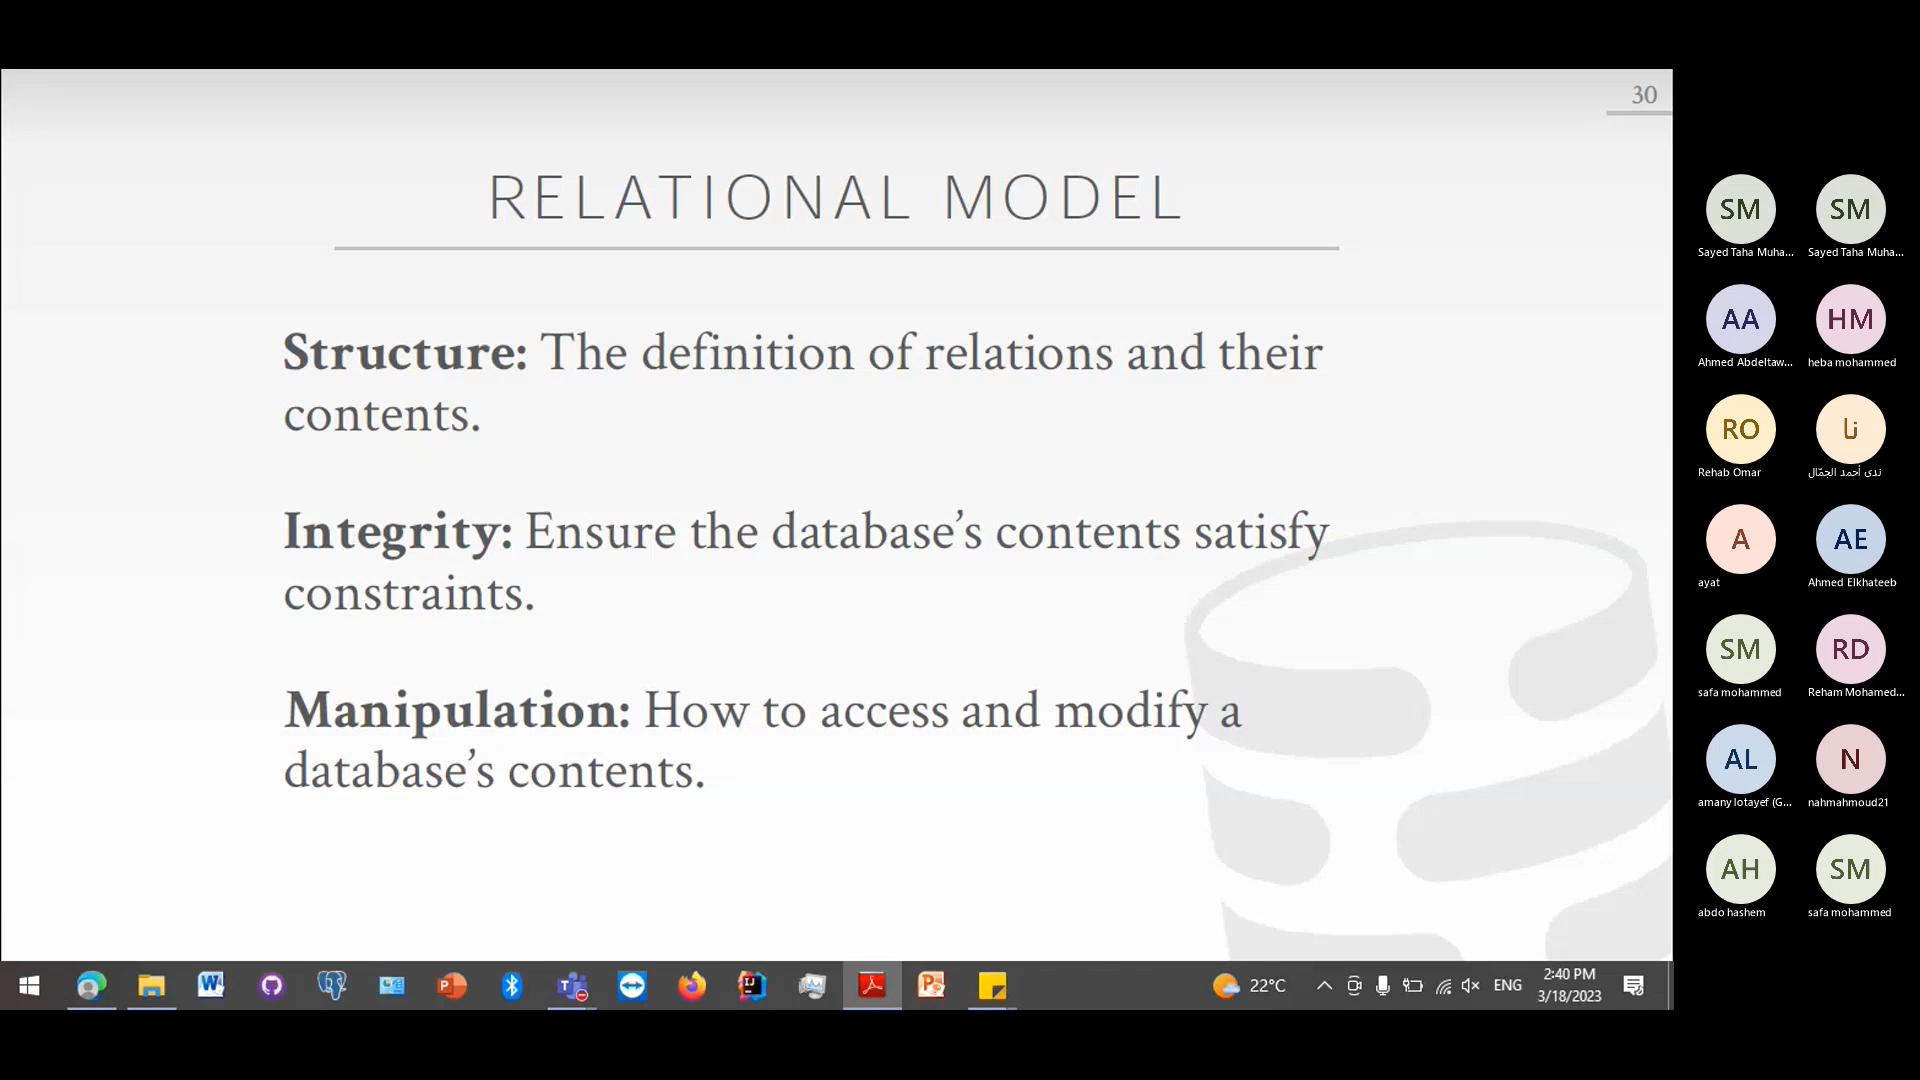 30
RELATIONAL MODEL
Structure: The definition of relations and their
contents.
Integrity: Ensure the database’s contents satisfy
constraints.
Manipulation: How to access and modify a
database’s contents.
SM
SM
Sayed Taha Muha...
Sayed Taha Muha...
AA
HM
Ahmed Abdeltaw...
heba mohammed
RO
نا
Rehab Omar
ندى أحمد الجمّال
A
AE
ayat
Ahmed Elkhateeb
SM
RD
safa mohammed
Reham Mohamed...
AL
N
amany lotayef (G...
nahmahmoud21
AH
SM
abdo hashem
safa mohammed
22°C
ENG
2:40 PM
3/18/2023